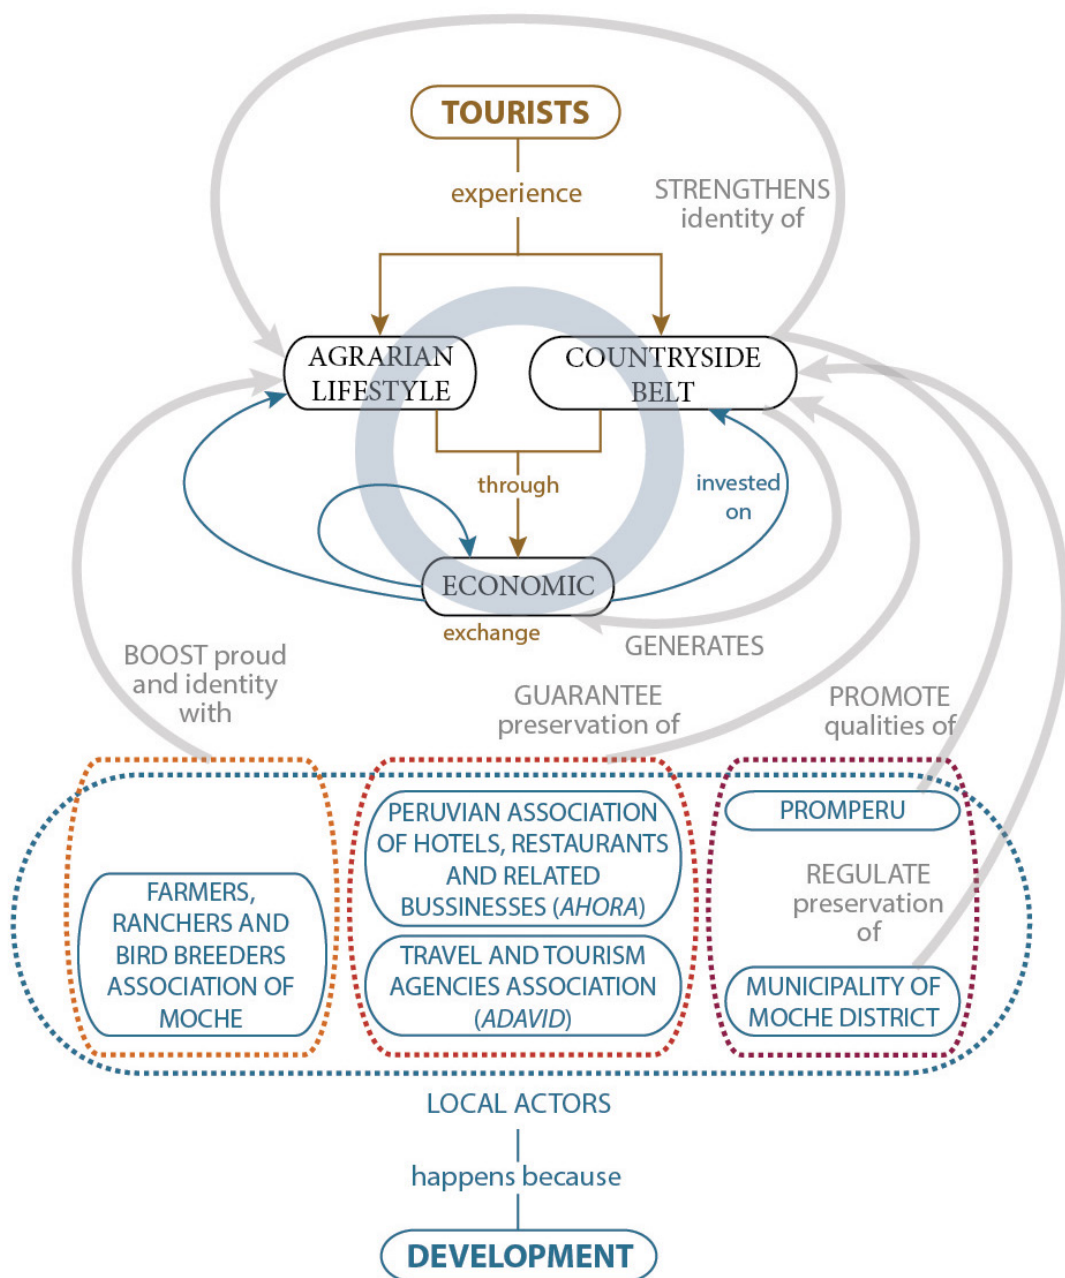 TOURISTS
experience
STRENGTHENS
identity of
AGRARIAN
LIFESTYLE
COUNTRYSIDE
BELT
through
invested
on
ECONOMIC
exchange
GENERATES
BOOST proud
and identity
with
GUARANTEE
preservation of
PROMOTE
qualities of
FARMERS,
RANCHERS AND
BIRD BREEDERS
ASSOCIATION OF
MOCHE
PERUVIAN ASSOCIATION
OF HOTELS, RESTAURANTS
AND RELATED
BUSSINESSES (AHORA)
TRAVEL AND TOURISM
AGENCIES ASSOCIATION
(ADAVID)
PROMPERU
REGULATE
preservation
of
MUNICIPALITY OF
MOCHE DISTRICT
LOCAL ACTORS
happens because
DEVELOPMENT